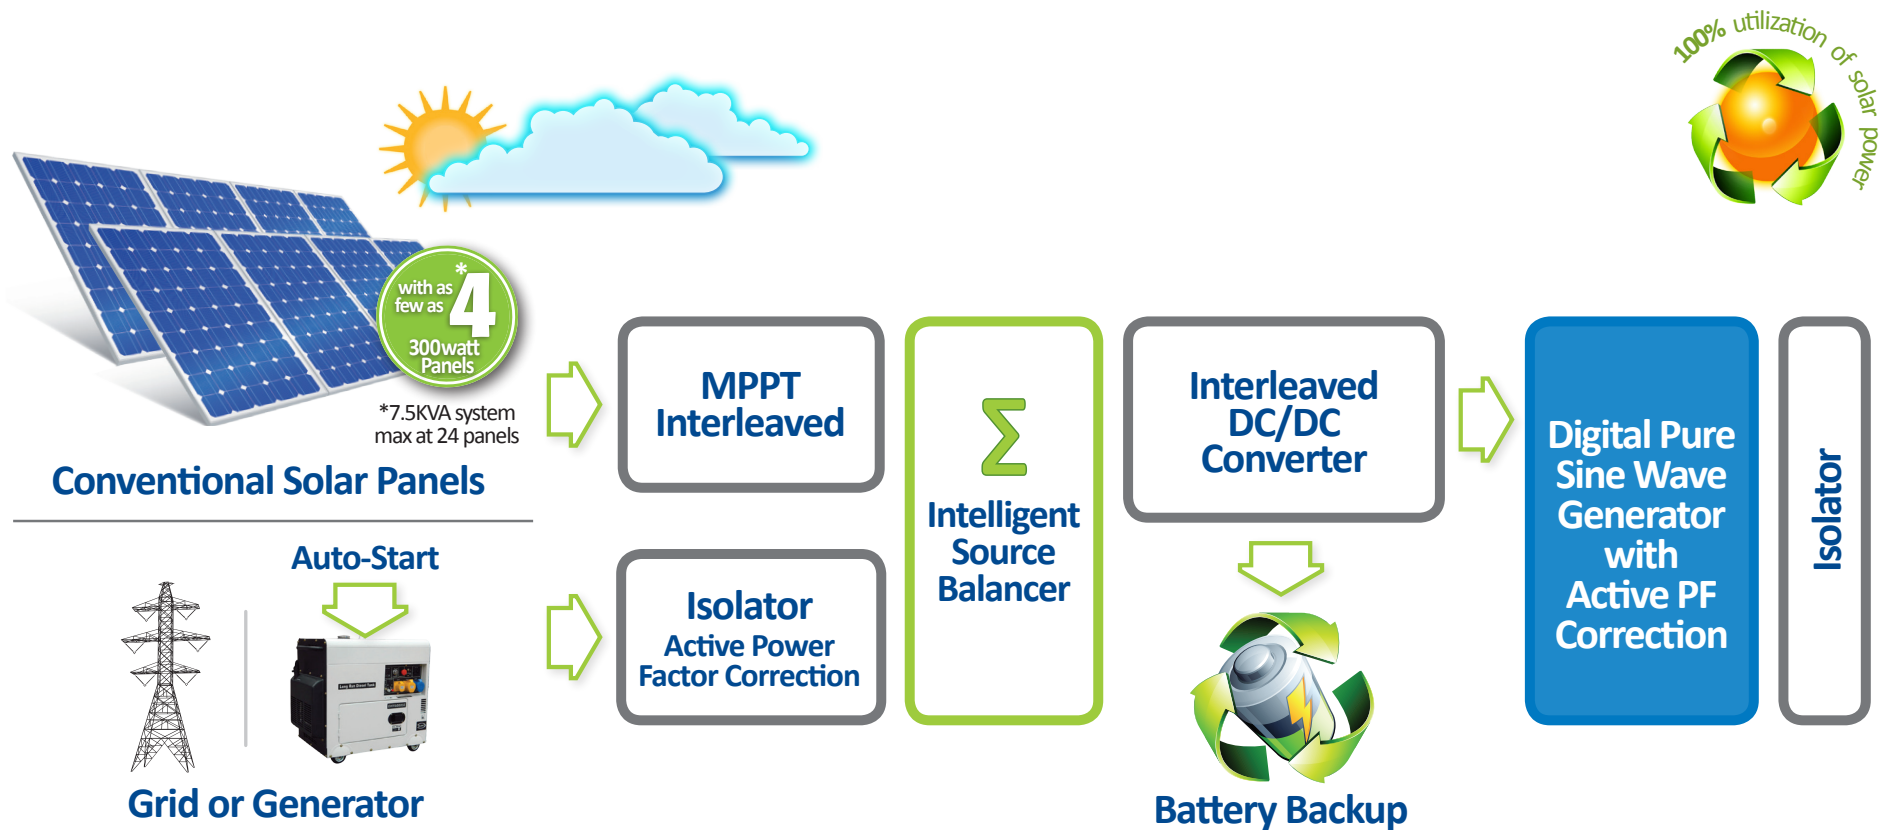 100% utilization of solar power
with as
few as
*4
300watt
Panels
*7.5KVA system
max at 24 panels
Conventional Solar Panels
MPPT
Interleaved
Σ
Intelligent
Source
Balancer
Interleaved
DC/DC
Converter
Digital Pure
Sine Wave
Generator
with
Active PF
Correction
Isolator
Auto-Start
Isolator
Active Power
Factor Correction
Grid or Generator
Battery Backup